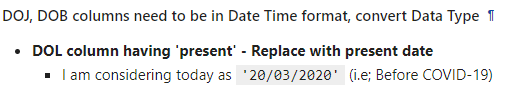 DOJ, DOB columns need to be in Date Time format, convert Data Type ¶
• DOL column having 'present' - Replace with present date
▪ I am considering today as '20/03/2020' (i.e; Before COVID-19)